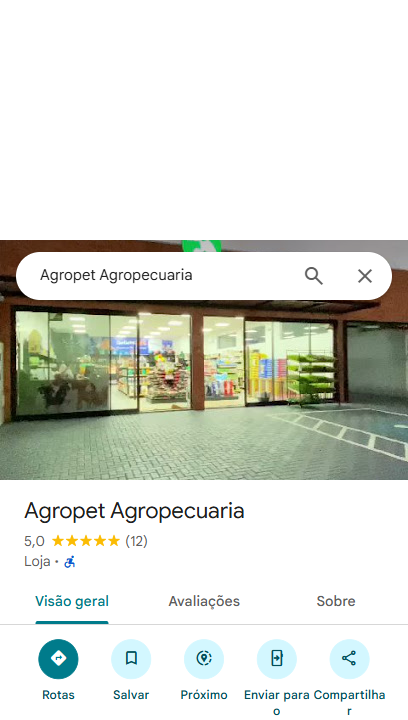 Agropet Agropecuaria
Agropet Agropecuaria
5,0 (12)
Loja •
Visão geral Avaliações Sobre
Rotas Salvar Próximo Enviar para o Compartilhar